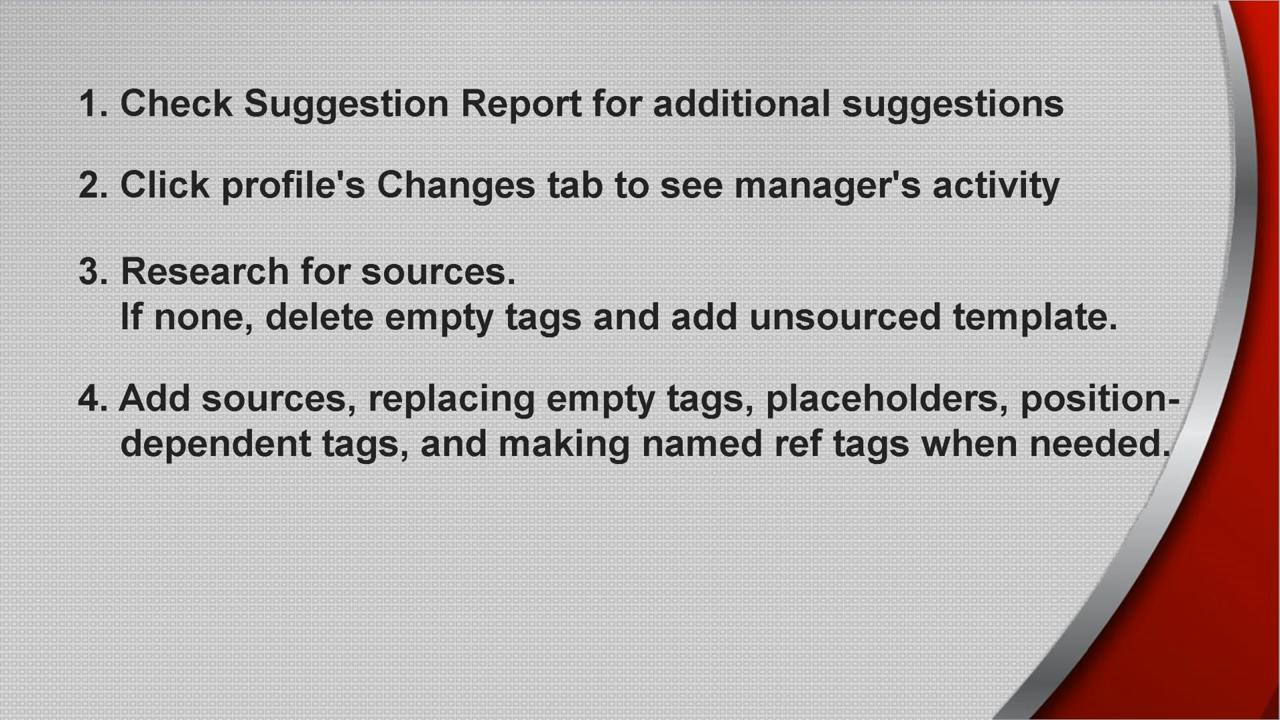 1. Check Suggestion Report for additional suggestions
2. Click profile's Changes tab to see manager's activity
3. Research for sources.
If none, delete empty tags and add unsourced template.
4. Add sources, replacing empty tags, placeholders, position-
dependent tags, and making named ref tags when needed.